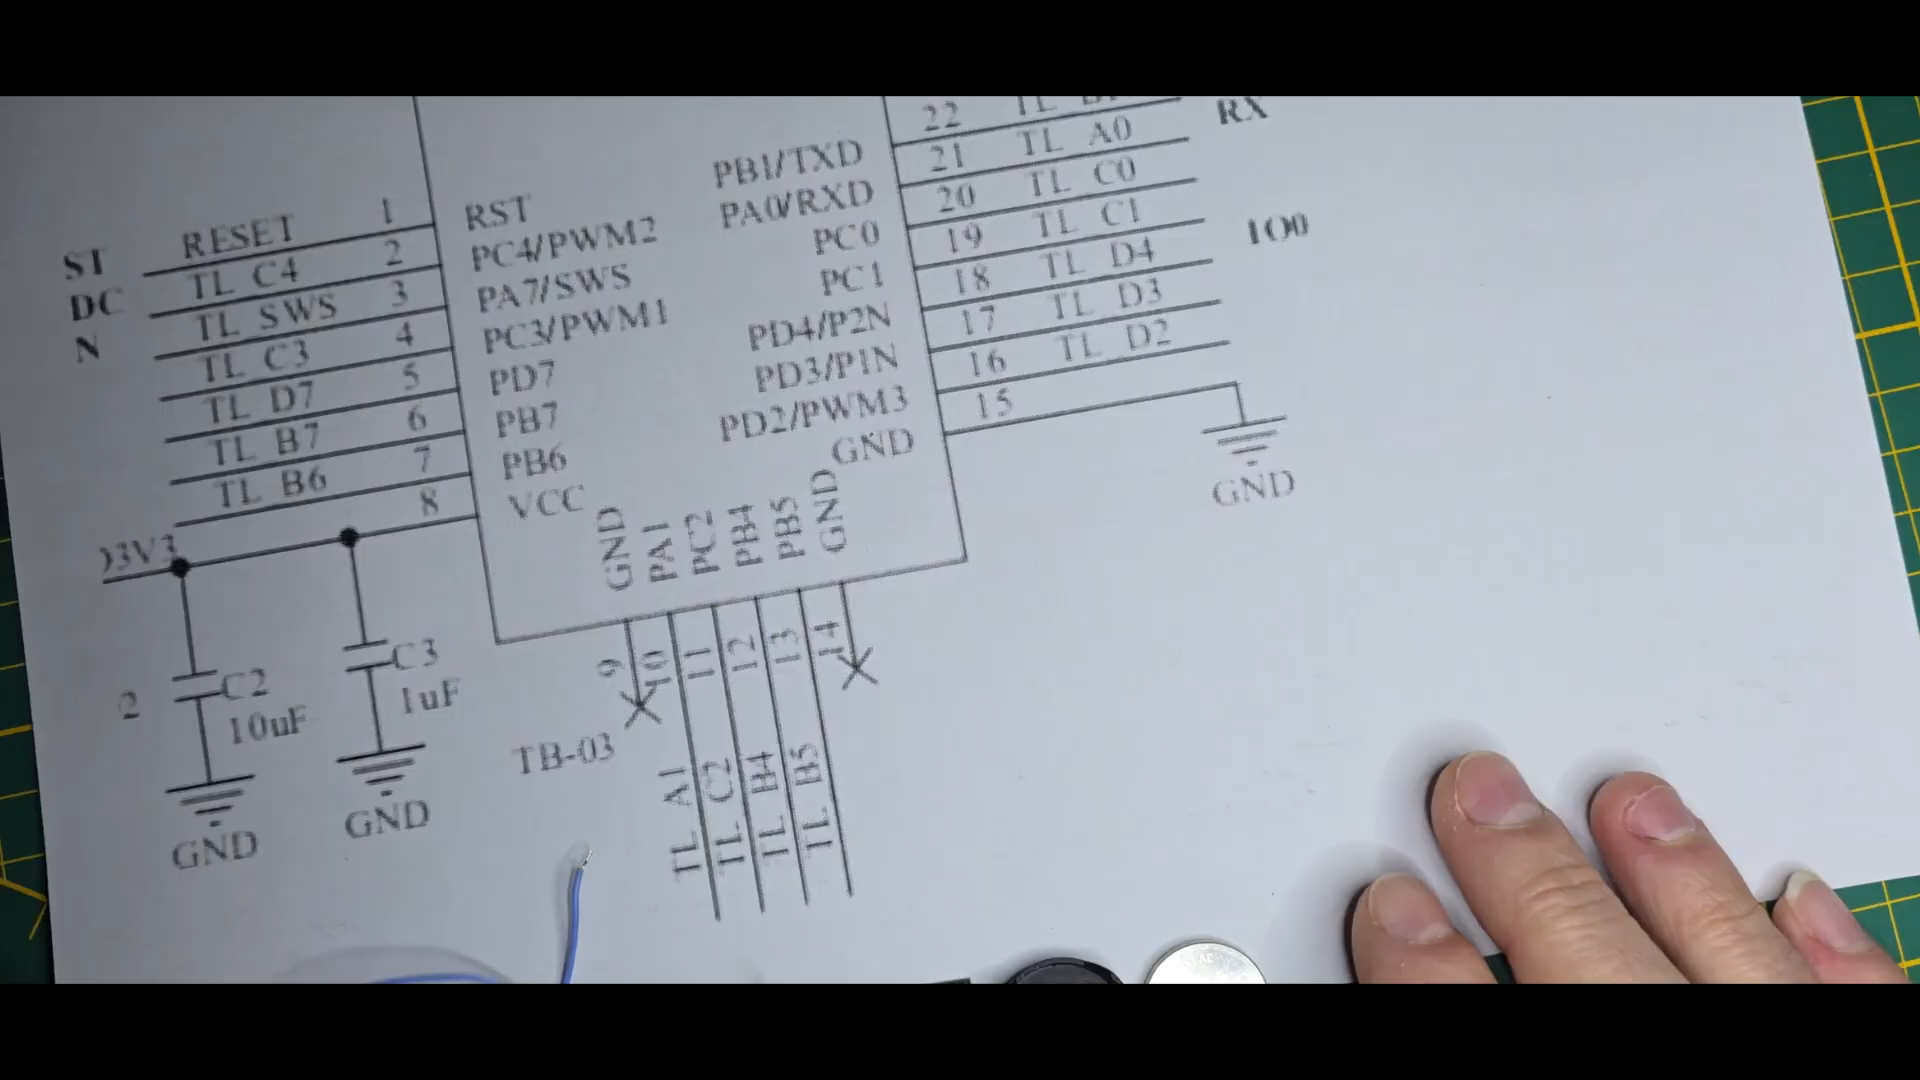 22 TL
RX
PB1/TXD 21 TL A0
PA0/RXD 20 TL C0
PC0 19 TL C1
IO0
PC1 18 TL D4
PD4/P2N 17 TL D3
PD3/P1N 16 TL D2
PD2/PWM3 15
GND
GND
ST RESET 1 RST
DC TL C4 2 PC4/PWM2
N TL SWS 3 PA7/SWS
TL C3 4 PC3/PWM1
TL D7 5 PD7
TL B7 6 PB7
TL B6 7 PB6
8 VCC
3V3
GND PA1 PC2 PB4 PB5 GND
9 10 11 12 13 14
2 C2
10uF
C3
1uF
GND
GND
TB-03
TL A1
TL C2
TL B4
TL B5